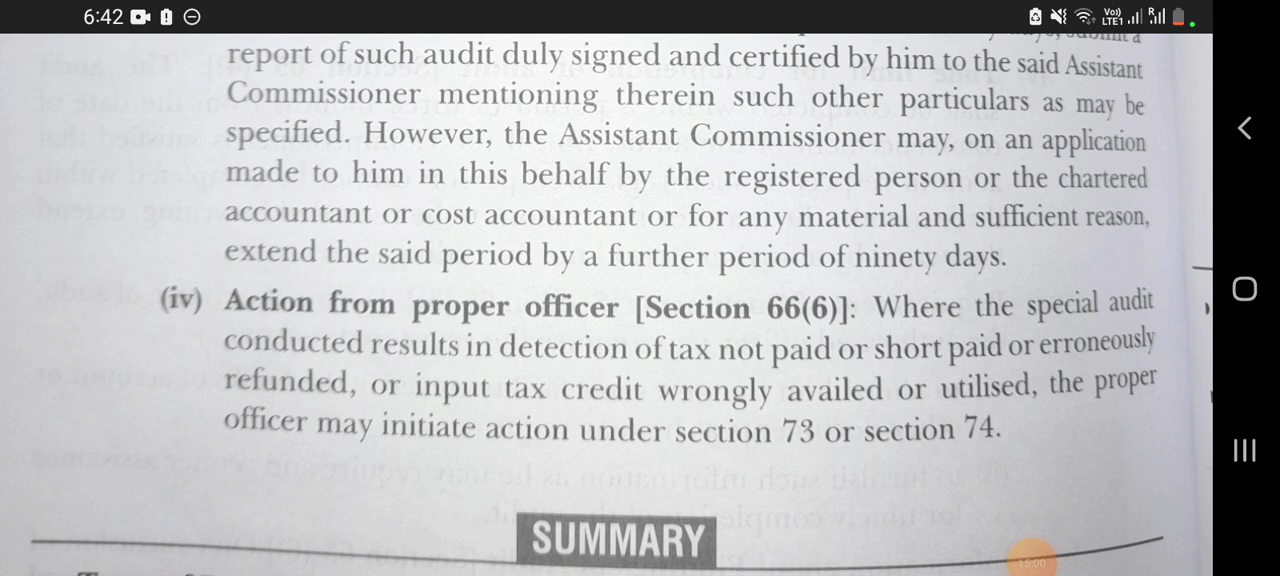 6:42
Vo))
LTE1
R
report of such audit duly signed and certified by him to the said Assistant
Commissioner mentioning therein such other particulars as may be
specified. However, the Assistant Commissioner may, on an application
made to him in this behalf by the registered person or the chartered
accountant or cost accountant or for any material and sufficient reason,
extend the said period by a further period of ninety days.
(iv) Action from proper officer [Section 66(6)]: Where the special audit
conducted results in detection of tax not paid or short paid or erroneously
refunded, or input tax credit wrongly availed or utilised, the proper
officer may initiate action under section 73 or section 74.
SUMMARY
15:00